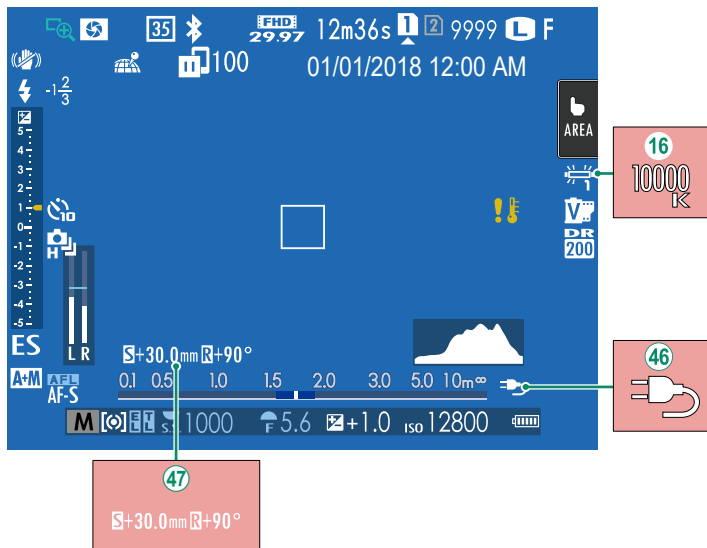 35 FHD 29.97 12m36s 1 2 9999 L F
100 01/01/2018 12:00 AM
-1 2/3
AREA
5
4
3
2
1
0
-1
-2
-3
-4
-5
10
H
L R
ES
A+M
AFL
AF-S
1
V
DR
200
16
10000
K
S+30.0mm R+90°
0.1 0.5 1.0 1.5 2.0 3.0 5.0 10m ∞
46
M EL TL S.S. 1000 F 5.6 +1.0 ISO 12800
47
S+30.0mm R+90°